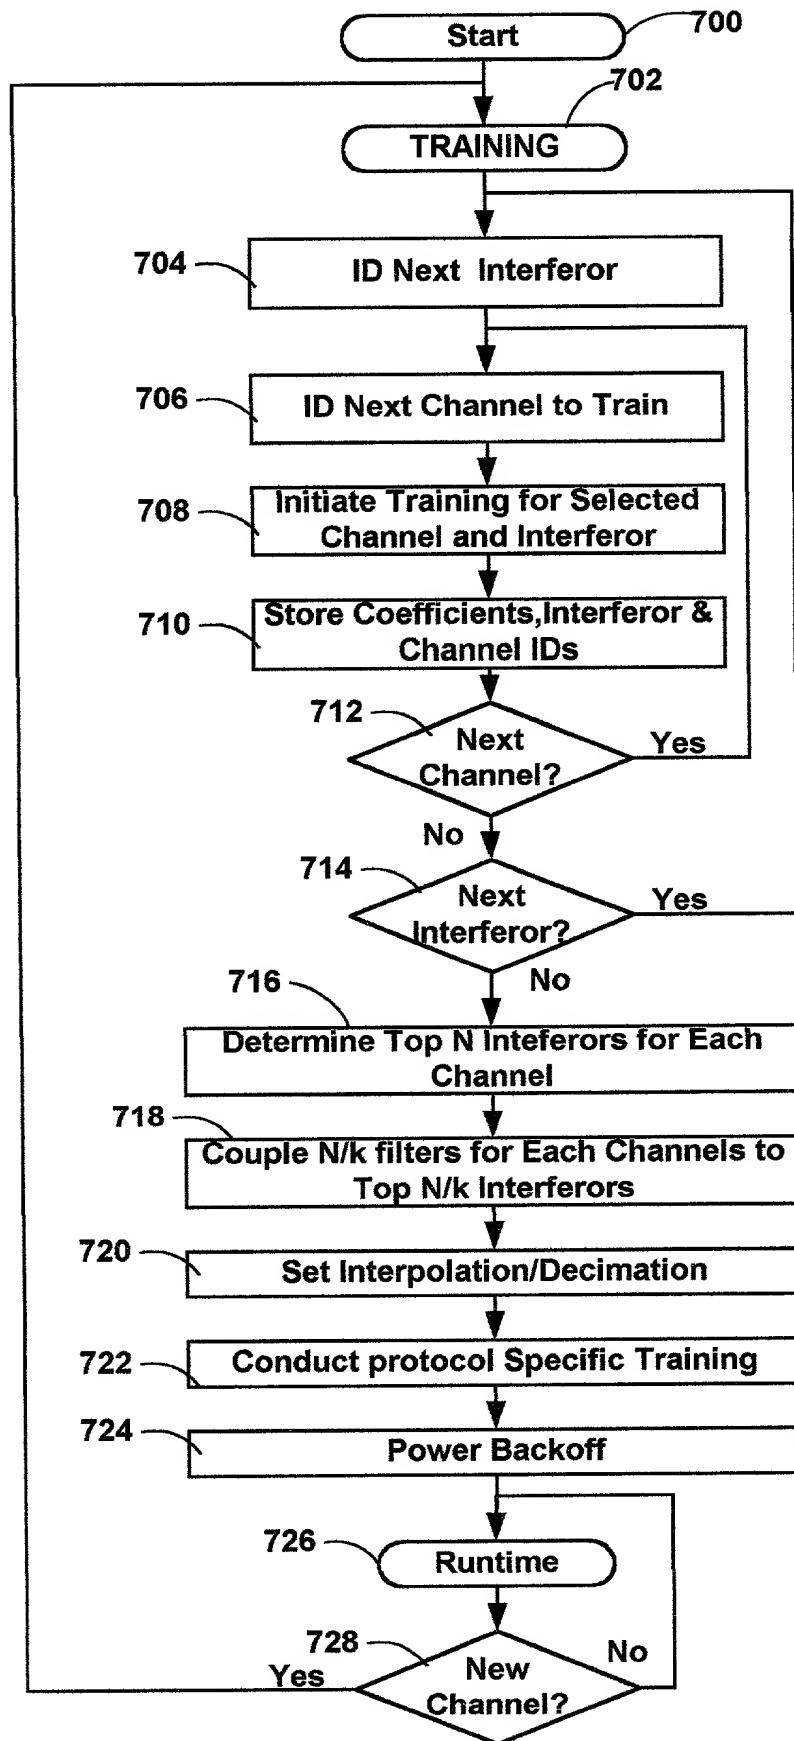 Start
700
702
TRAINING
704
ID Next Interferor
706
ID Next Channel to Train
708
Initiate Training for Selected
Channel and Interferor
710
Store Coefficients,Interferor &
Channel IDs
712
Next
Channel?
Yes
No
714
Next
Interferor?
Yes
No
716
Determine Top N Inteferors for Each
Channel
718
Couple N/k filters for Each Channels to
Top N/k Interferors
720
Set Interpolation/Decimation
722
Conduct protocol Specific Training
724
Power Backoff
726
Runtime
728
New
Channel?
No
Yes